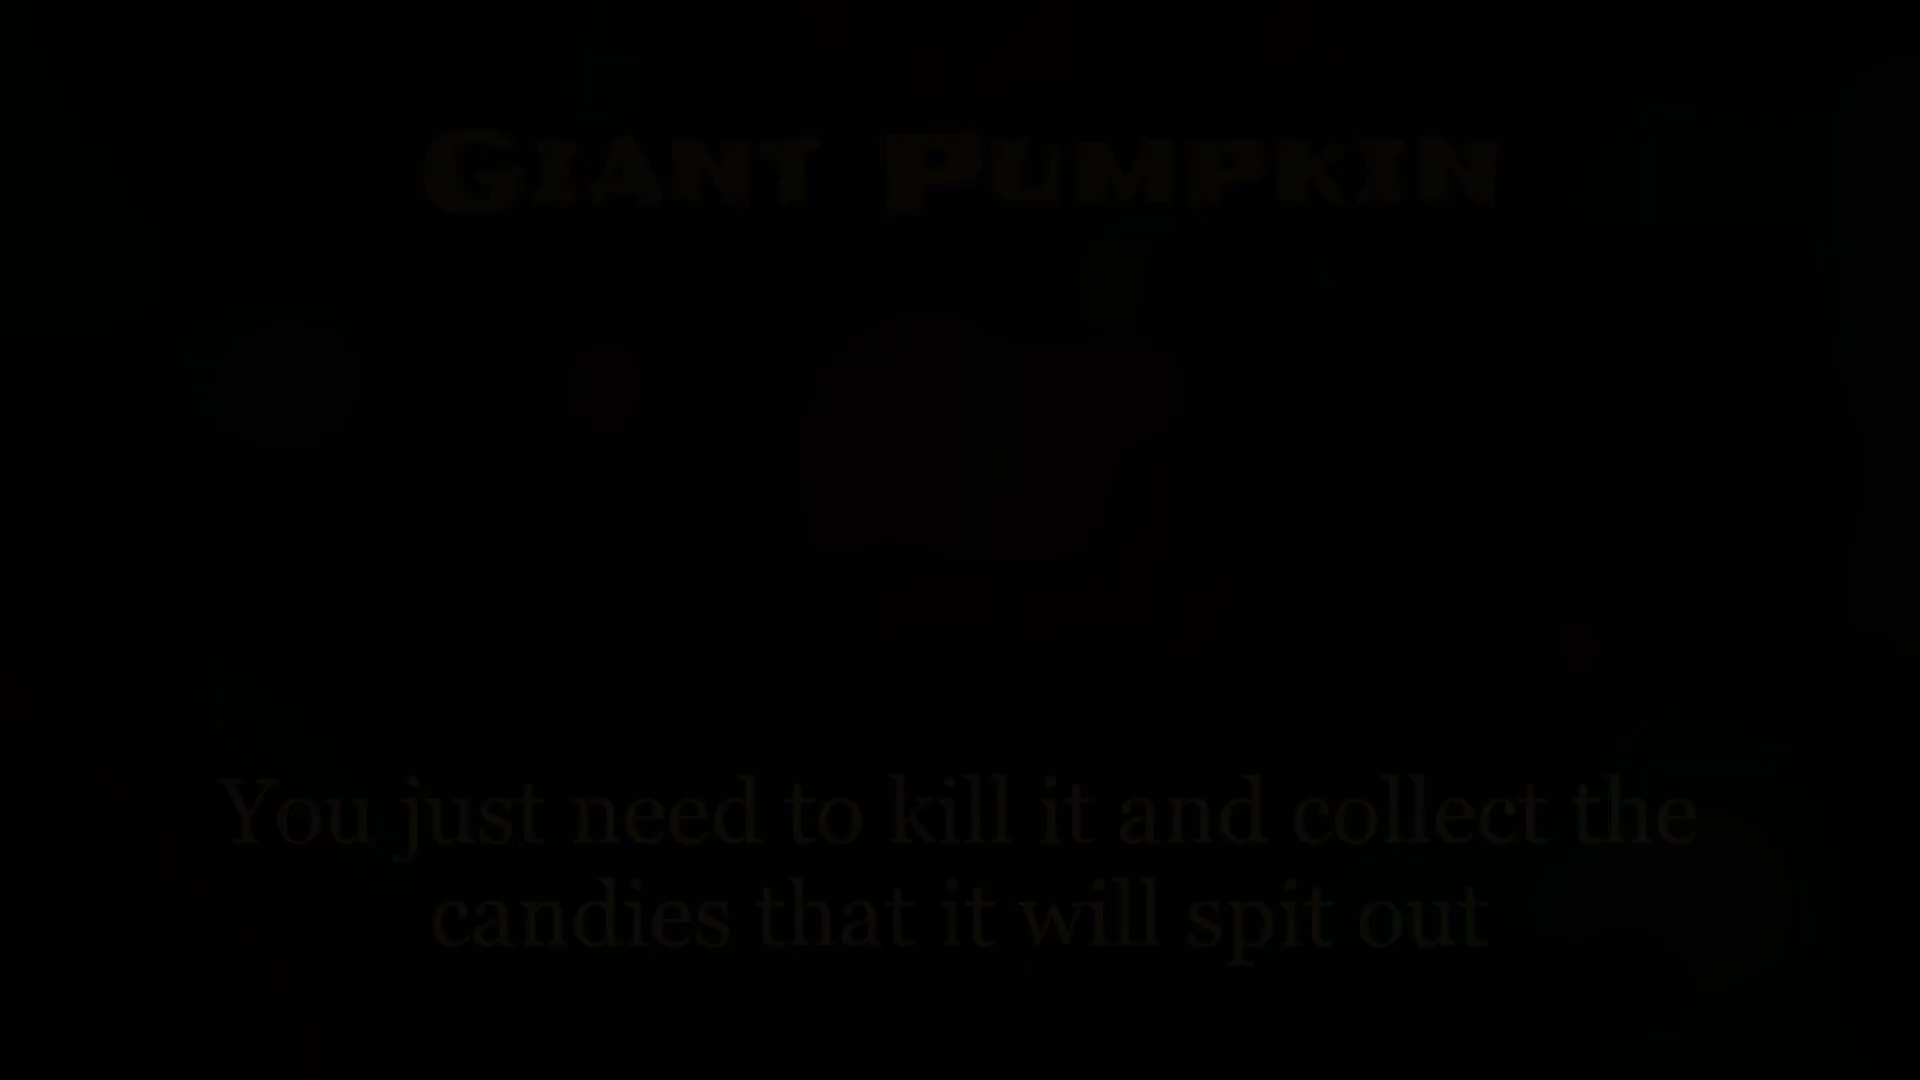 Giant Pumpkin
You just need to kill it and collect the
candies that it will spit out